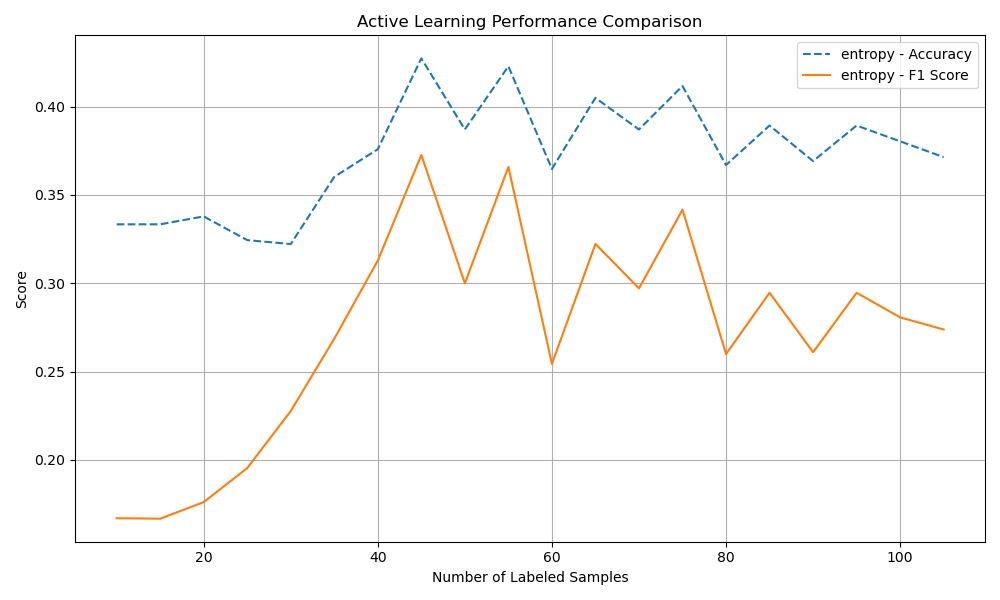 Active Learning Performance Comparison
entropy - Accuracy
entropy - F1 Score
Score
0.40
0.35
0.30
0.25
0.20
20 40 60 80 100
Number of Labeled Samples